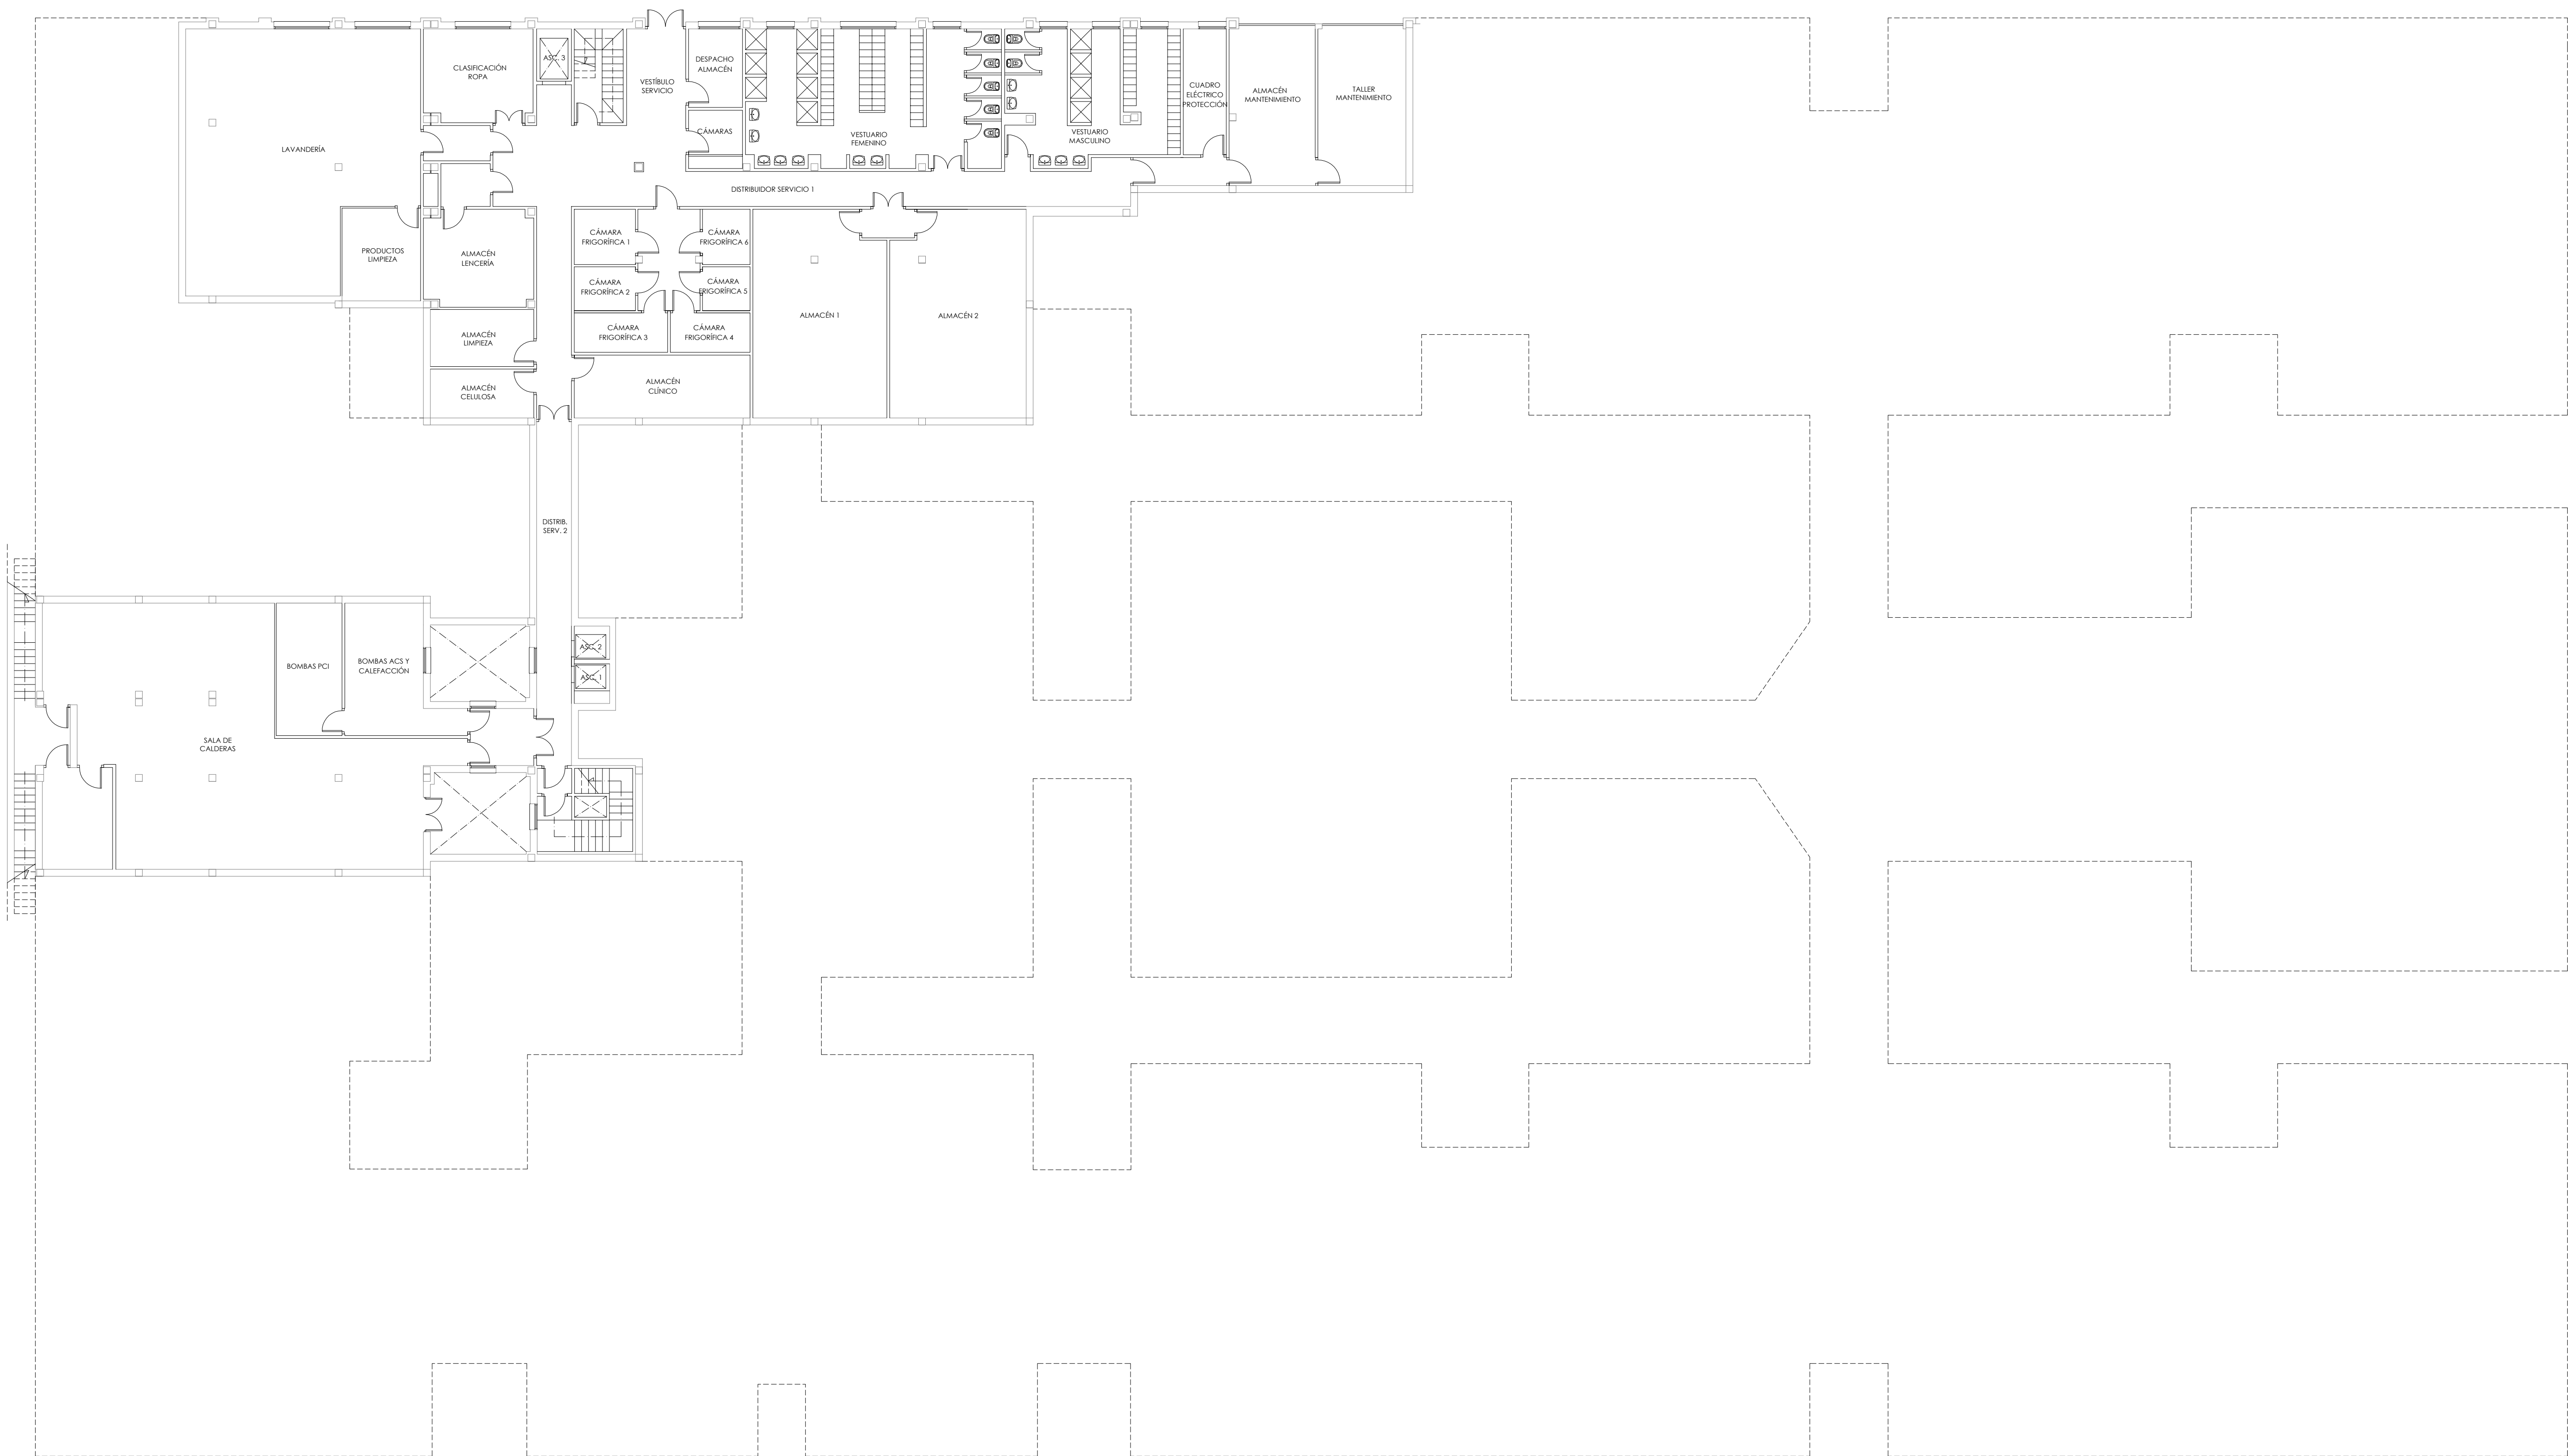 CLASIFICACIÓN
ROPA
ASC. 3
VESTÍBULO
SERVICIO
DESPACHO
ALMACÉN
CÁMARAS
VESTUARIO
FEMENINO
VESTUARIO
MASCULINO
CUADRO
ELÉCTRICO
PROTECCIÓN
ALMACÉN
MANTENIMIENTO
TALLER
MANTENIMIENTO
LAVANDERÍA
DISTRIBUIDOR SERVICIO 1
PRODUCTOS
LIMPIEZA
ALMACÉN
LENCERÍA
CÁMARA
FRIGORÍFICA 1
CÁMARA
FRIGORÍFICA 6
CÁMARA
FRIGORÍFICA 2
CÁMARA
FRIGORÍFICA 5
CÁMARA
FRIGORÍFICA 3
CÁMARA
FRIGORÍFICA 4
ALMACÉN 1
ALMACÉN 2
ALMACÉN
LIMPIEZA
ALMACÉN
CELULOSA
ALMACÉN
CLÍNICO
DISTRIB.
SERV. 2
BOMBAS PCI
BOMBAS ACS Y
CALEFACCIÓN
ASC. 2
ASC. 1
SALA DE
CALDERAS